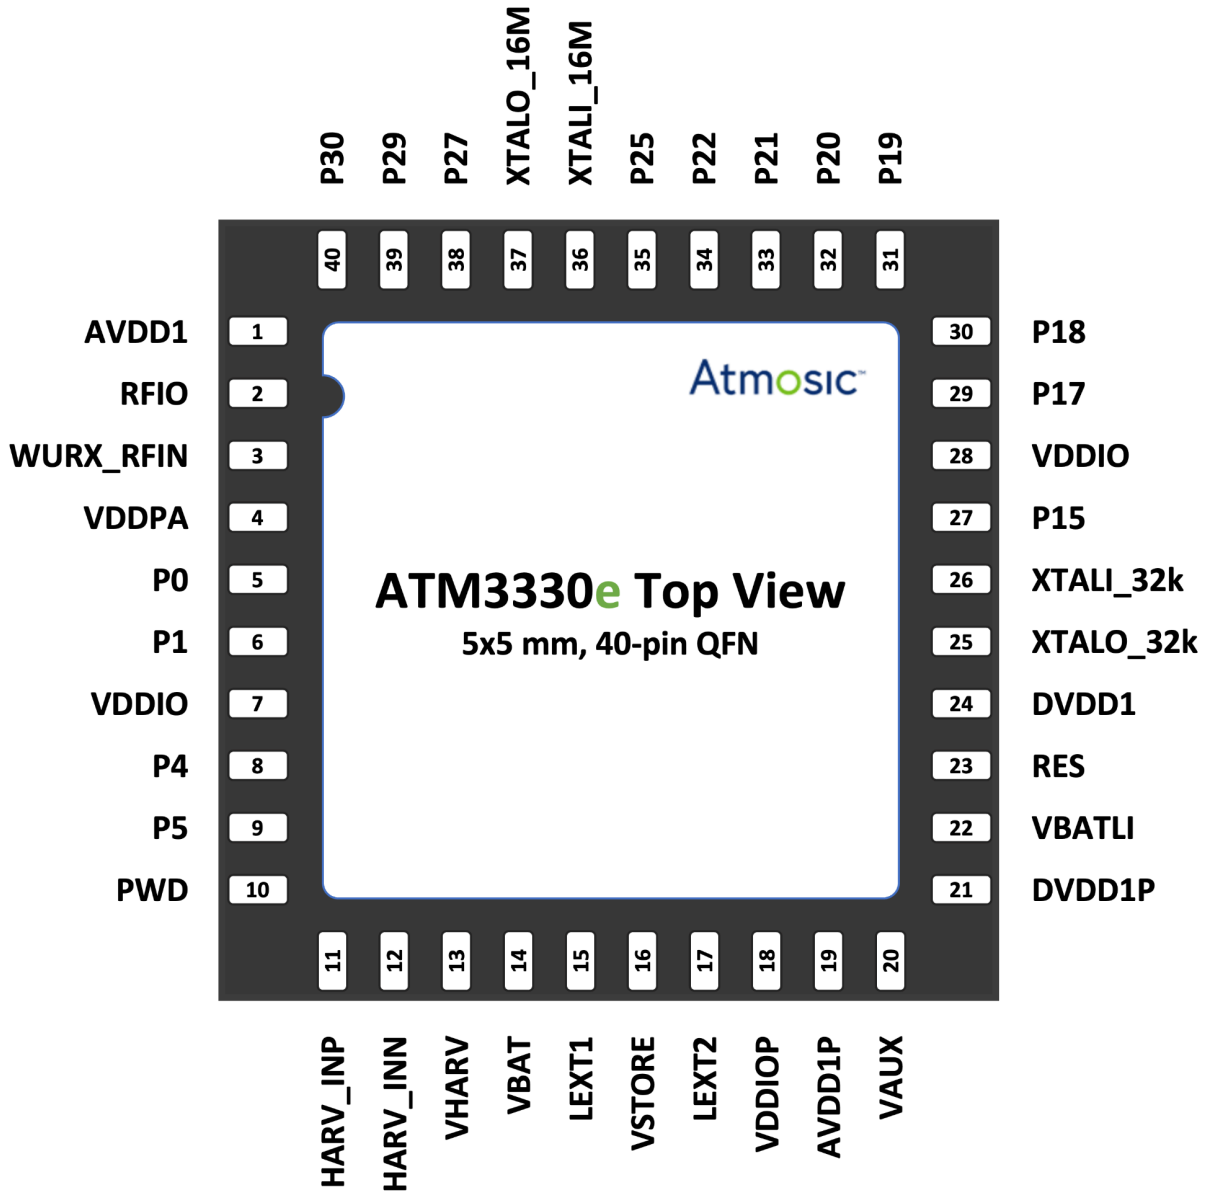 XTALO_16M
XTALI_16M
P30
P29
P27
P25
P22
P21
P20
P19
40
39
38
37
36
35
34
33
32
31
AVDD1 1
RFIO 2
WURX_RFIN 3
VDDPA 4
P0 5
P1 6
VDDIO 7
P4 8
P5 9
PWD 10
30 P18
29 P17
28 VDDIO
27 P15
26 XTALI_32k
25 XTALO_32k
24 DVDD1
23 RES
22 VBATLI
21 DVDD1P
Atmosic™
ATM3330e Top View
5x5 mm, 40-pin QFN
11
12
13
14
15
16
17
18
19
20
HARV_INP
HARV_INN
VHARV
VBAT
LEXT1
VSTORE
LEXT2
VDDIOP
AVDD1P
VAUX